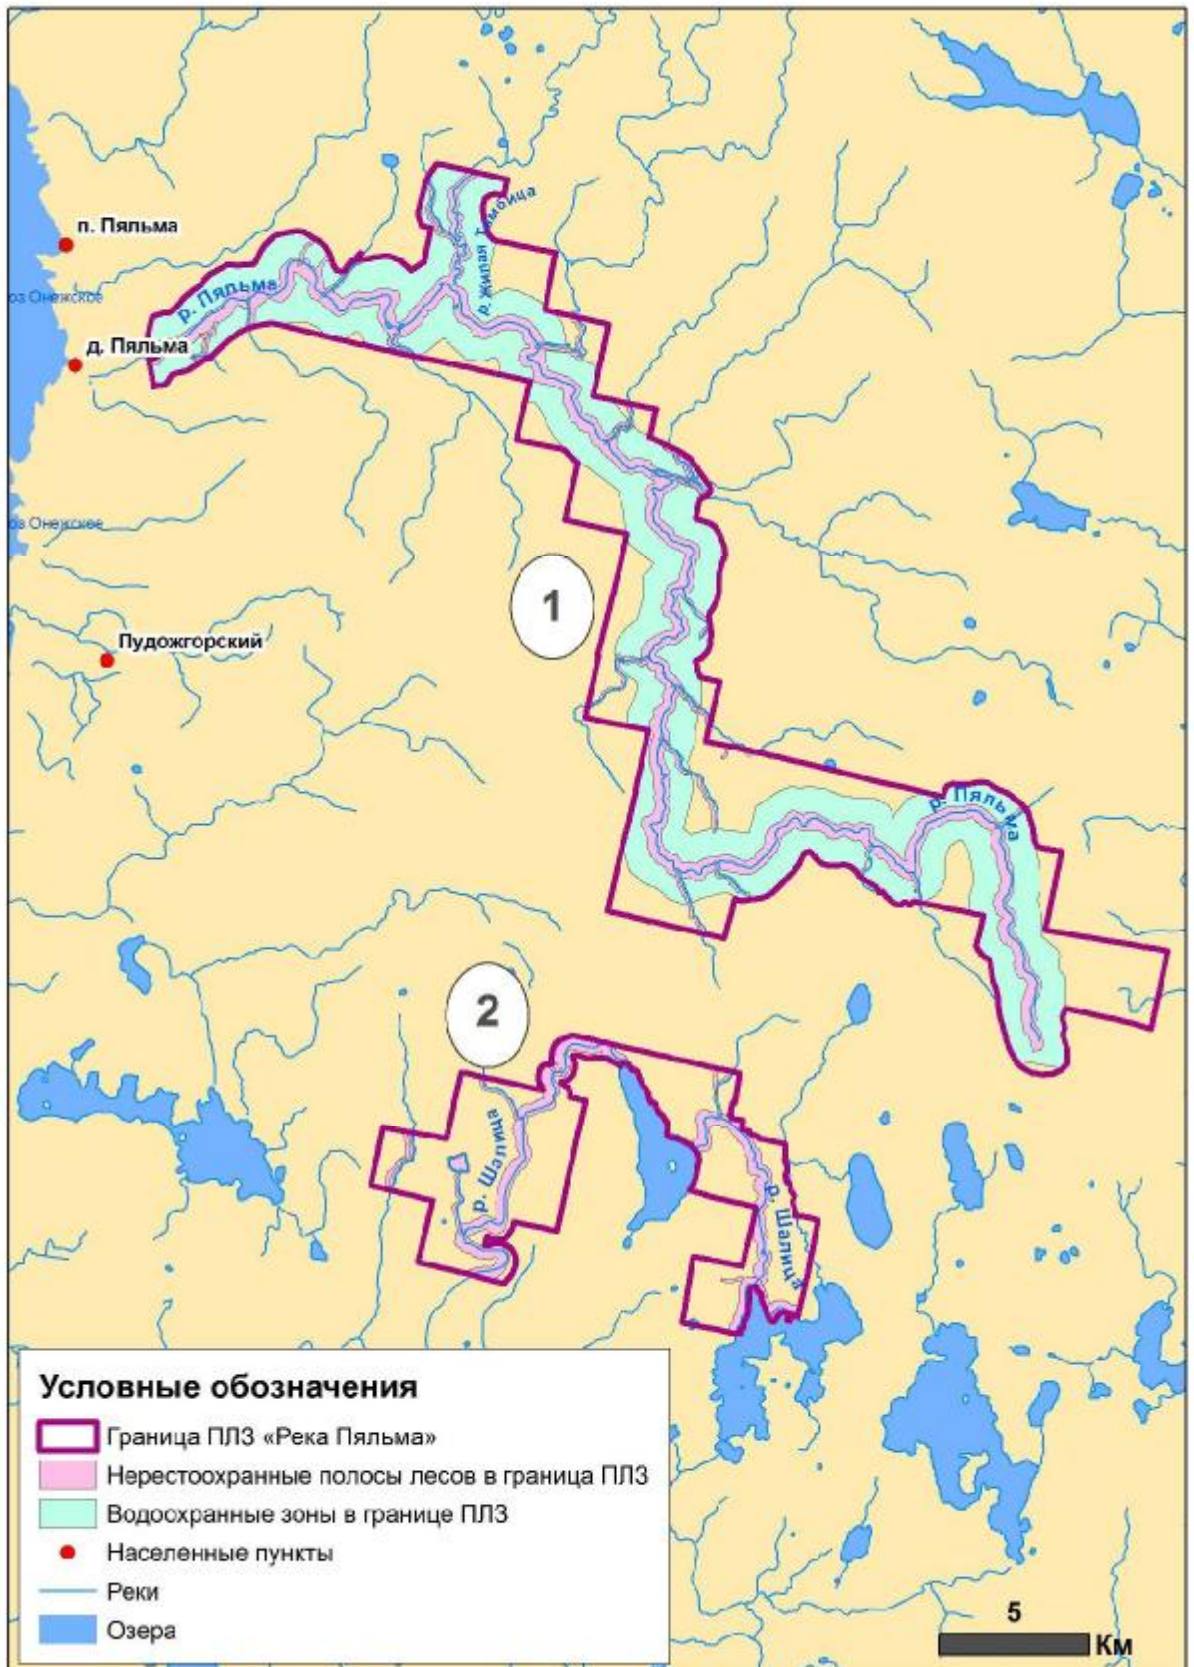 р. Жилая Тамбица
п. Пяльма
р. Пяльма
оз Онежское
д. Пяльма
оз Онежское
1
Пудожгорский
р. Пяльма
2
р. Шалица
р. Шалица
Условные обозначения
Граница ПЛЗ «Река Пяльма»
Нерестоохранные полосы лесов в граница ПЛЗ
Водоохранные зоны в границе ПЛЗ
Населенные пункты
Реки
Озера
5
Км